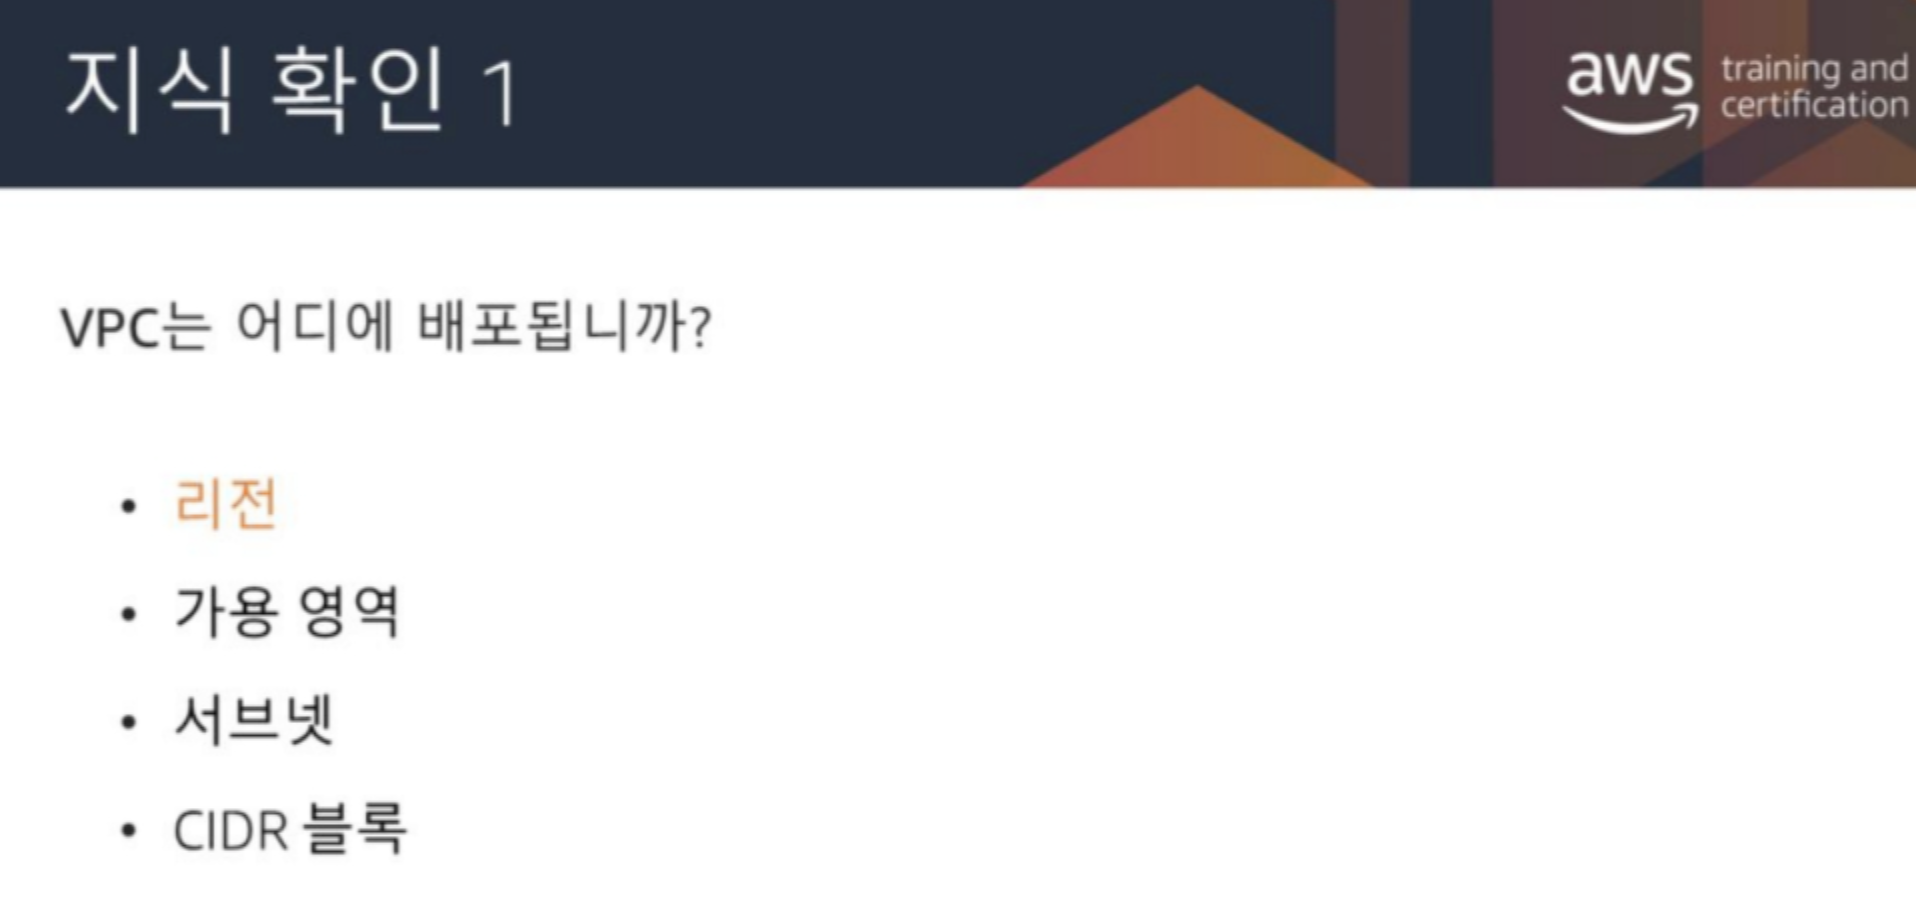 지식 확인 1
aws training and
certification
VPC는 어디에 배포됩니까?
• 리전
• 가용 영역
• 서브넷
• CIDR 블록